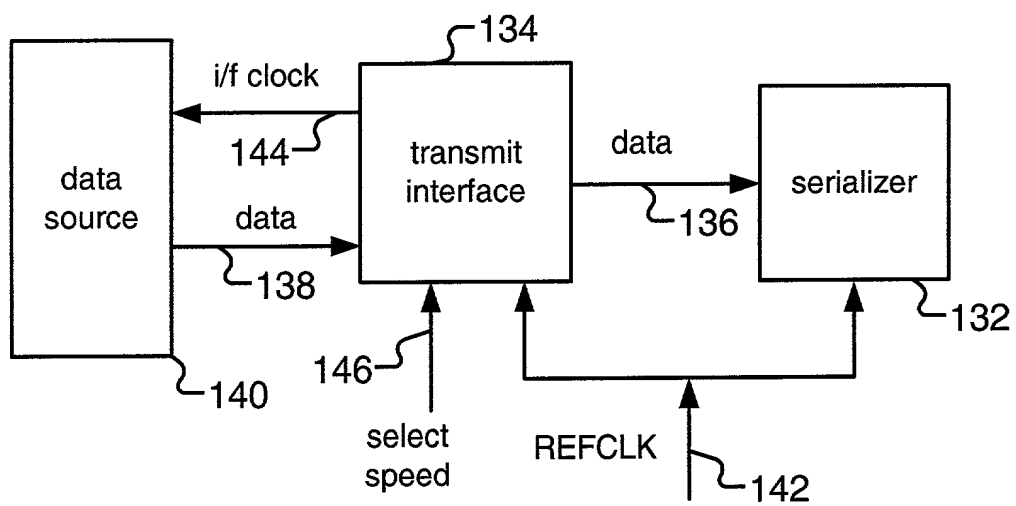 134
i/f clock
144
data
source
transmit
interface
data
136
serializer
data
138
132
140
146
select
speed
REFCLK
142